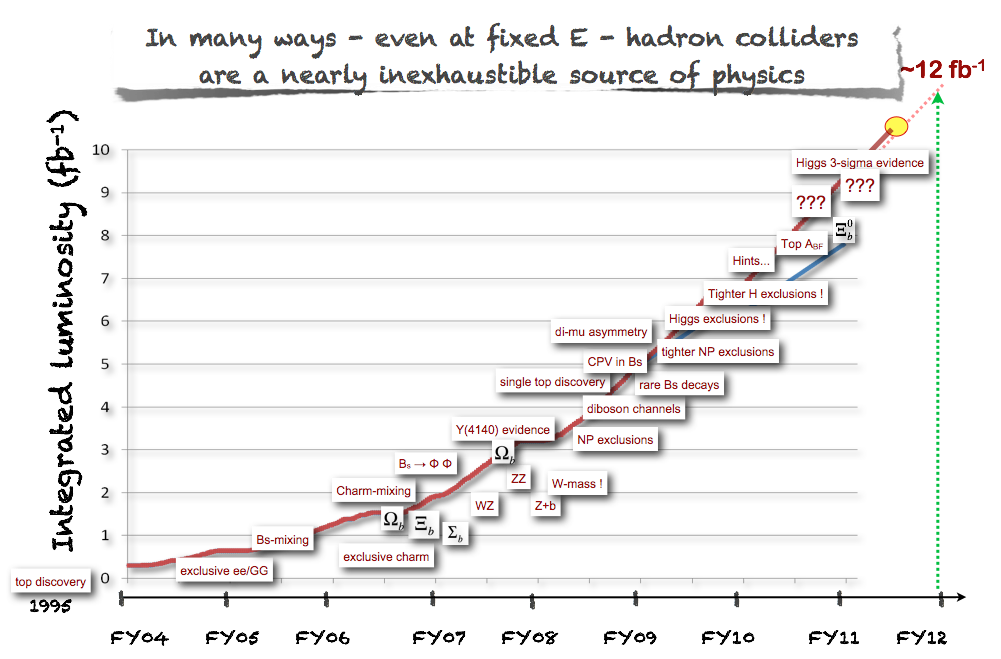 In many ways - even at fixed E - hadron colliders
are a nearly inexhaustible source of physics
~12 fb-1
Integrated luminosity (fb-1)
10
9
8
7
6
5
4
3
2
1
0
Higgs 3-sigma evidence
???
???
Ξ0b
Top ABF
Hints...
Tighter H exclusions !
Higgs exclusions !
di-mu asymmetry
tighter NP exclusions
CPV in Bs
single top discovery
rare Bs decays
diboson channels
Y(4140) evidence
NP exclusions
Ωb
Bs → Φ Φ
ZZ
W-mass !
Charm-mixing
WZ
Z+b
Ωb
Ξb
Σb
Bs-mixing
exclusive charm
exclusive ee/GG
top discovery
1995
FY04
FY05
FY06
FY07
FY08
FY09
FY10
FY11
FY12